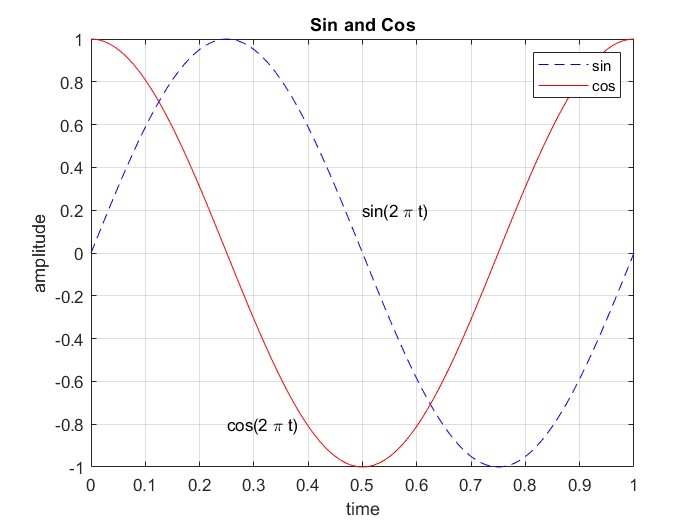 Sin and Cos
1
0.8
0.6
0.4
0.2
0
-0.2
-0.4
-0.6
-0.8
-1
amplitude
sin
cos
sin(2 π t)
cos(2 π t)
0 0.1 0.2 0.3 0.4 0.5 0.6 0.7 0.8 0.9 1
time